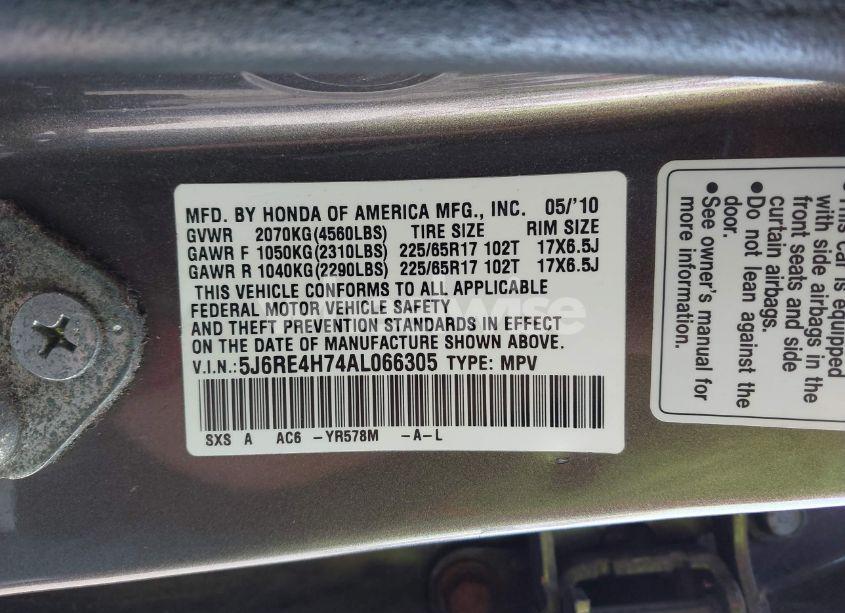 MFD. BY HONDA OF AMERICA MFG., INC. 05/'10
GVWR 2070KG(4560LBS) TIRE SIZE RIM SIZE
GAWR F 1050KG(2310LBS) 225/65R17 102T 17X6.5J
GAWR R 1040KG(2290LBS) 225/65R17 102T 17X6.5J
THIS VEHICLE CONFORMS TO ALL APPLICABLE
FEDERAL MOTOR VEHICLE SAFETY
AND THEFT PREVENTION STANDARDS IN EFFECT
ON THE DATE OF MANUFACTURE SHOWN ABOVE.
V.I.N.:5J6RE4H74AL066305 TYPE: MPV
SXS A AC6 -YR578M -A-L
This car is equipped
with side airbags in the
front seats and side
curtain airbags.
● Do not lean against the
door.
● See owner's manual for
more information.